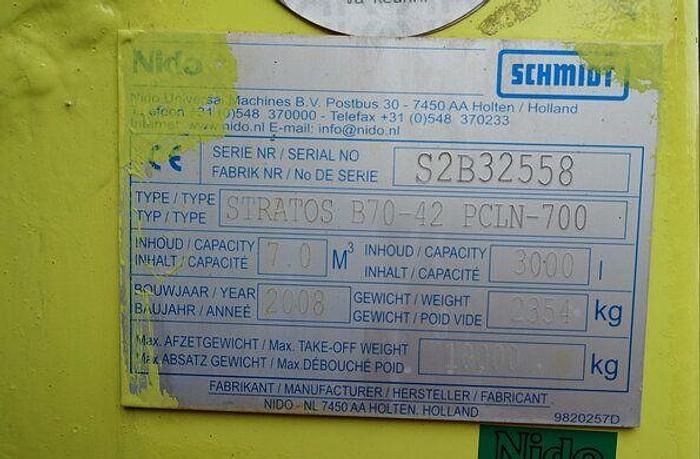 Nido
SCHMIDT
Nido Universal Machines B.V. Postbus 30 - 7450 AA Holten / Holland
Telefoon +31 (0)548 370000 - Telefax +31 (0)548 370233
Internet: www.nido.nl E-mail: info@nido.nl
CE
SERIE NR / SERIAL NO
FABRIK NR / No DE SERIE
S2B32558
TYPE / TYPE
TYP / TYPE
STRATOS B70-42 PCLN-700
INHOUD / CAPACITY
INHALT / CAPACITÉ
7.0 M³
INHOUD / CAPACITY
INHALT / CAPACITÉ
3000 l
BOUWJAAR / YEAR
BAUJAHR / ANNEÉ
2008
GEWICHT / WEIGHT
GEWICHT / POID VIDE
2354 kg
Max. AFZETGEWICHT / Max. TAKE-OFF WEIGHT
Max ABSATZ GEWICHT / Max. DÉBOUCHÉ POID
kg
FABRIKANT / MANUFACTURER / HERSTELLER / FABRICANT
NIDO - NL 7450 AA HOLTEN. HOLLAND
9820257D
Nido